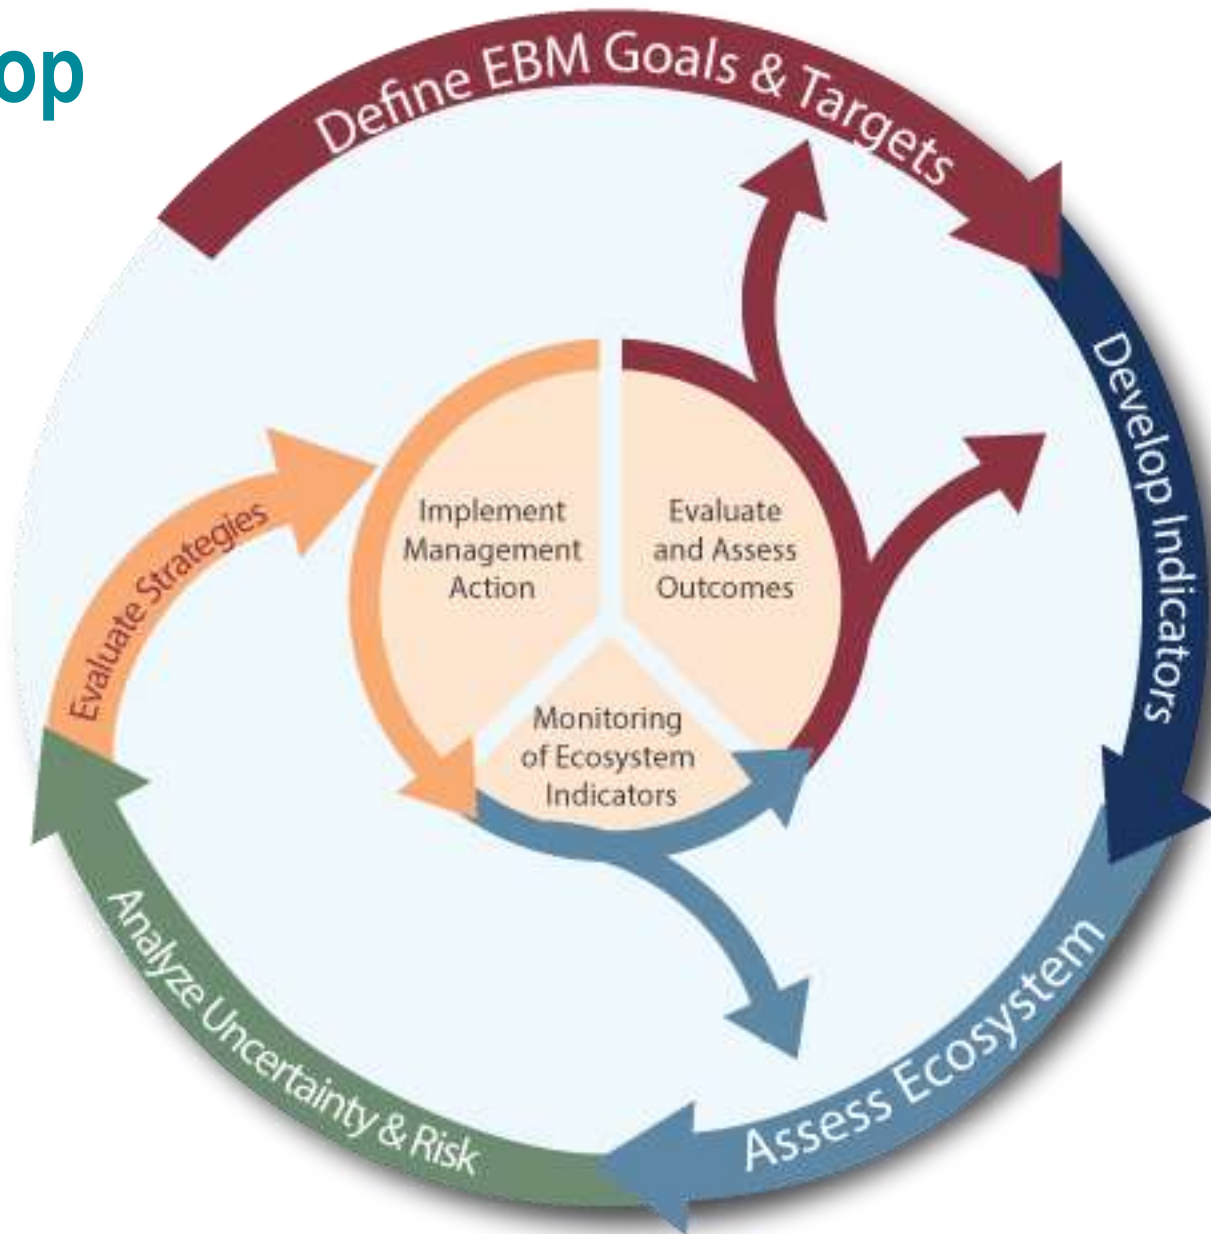 op
Define EBM Goals & Targets
Develop Indicators
Assess Ecosystem
Analyze Uncertainty & Risk
Evaluate Strategies
Implement
Management
Action
Evaluate
and Assess
Outcomes
Monitoring
of Ecosystem
Indicators